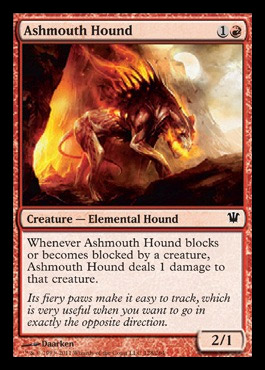 Ashmouth Hound 1
Creature — Elemental Hound
Whenever Ashmouth Hound blocks
or becomes blocked by a creature,
Ashmouth Hound deals 1 damage to
that creature.
Its fiery paws make it easy to track, which
is very useful when you want to go in
exactly the opposite direction.
Daarken
2/1